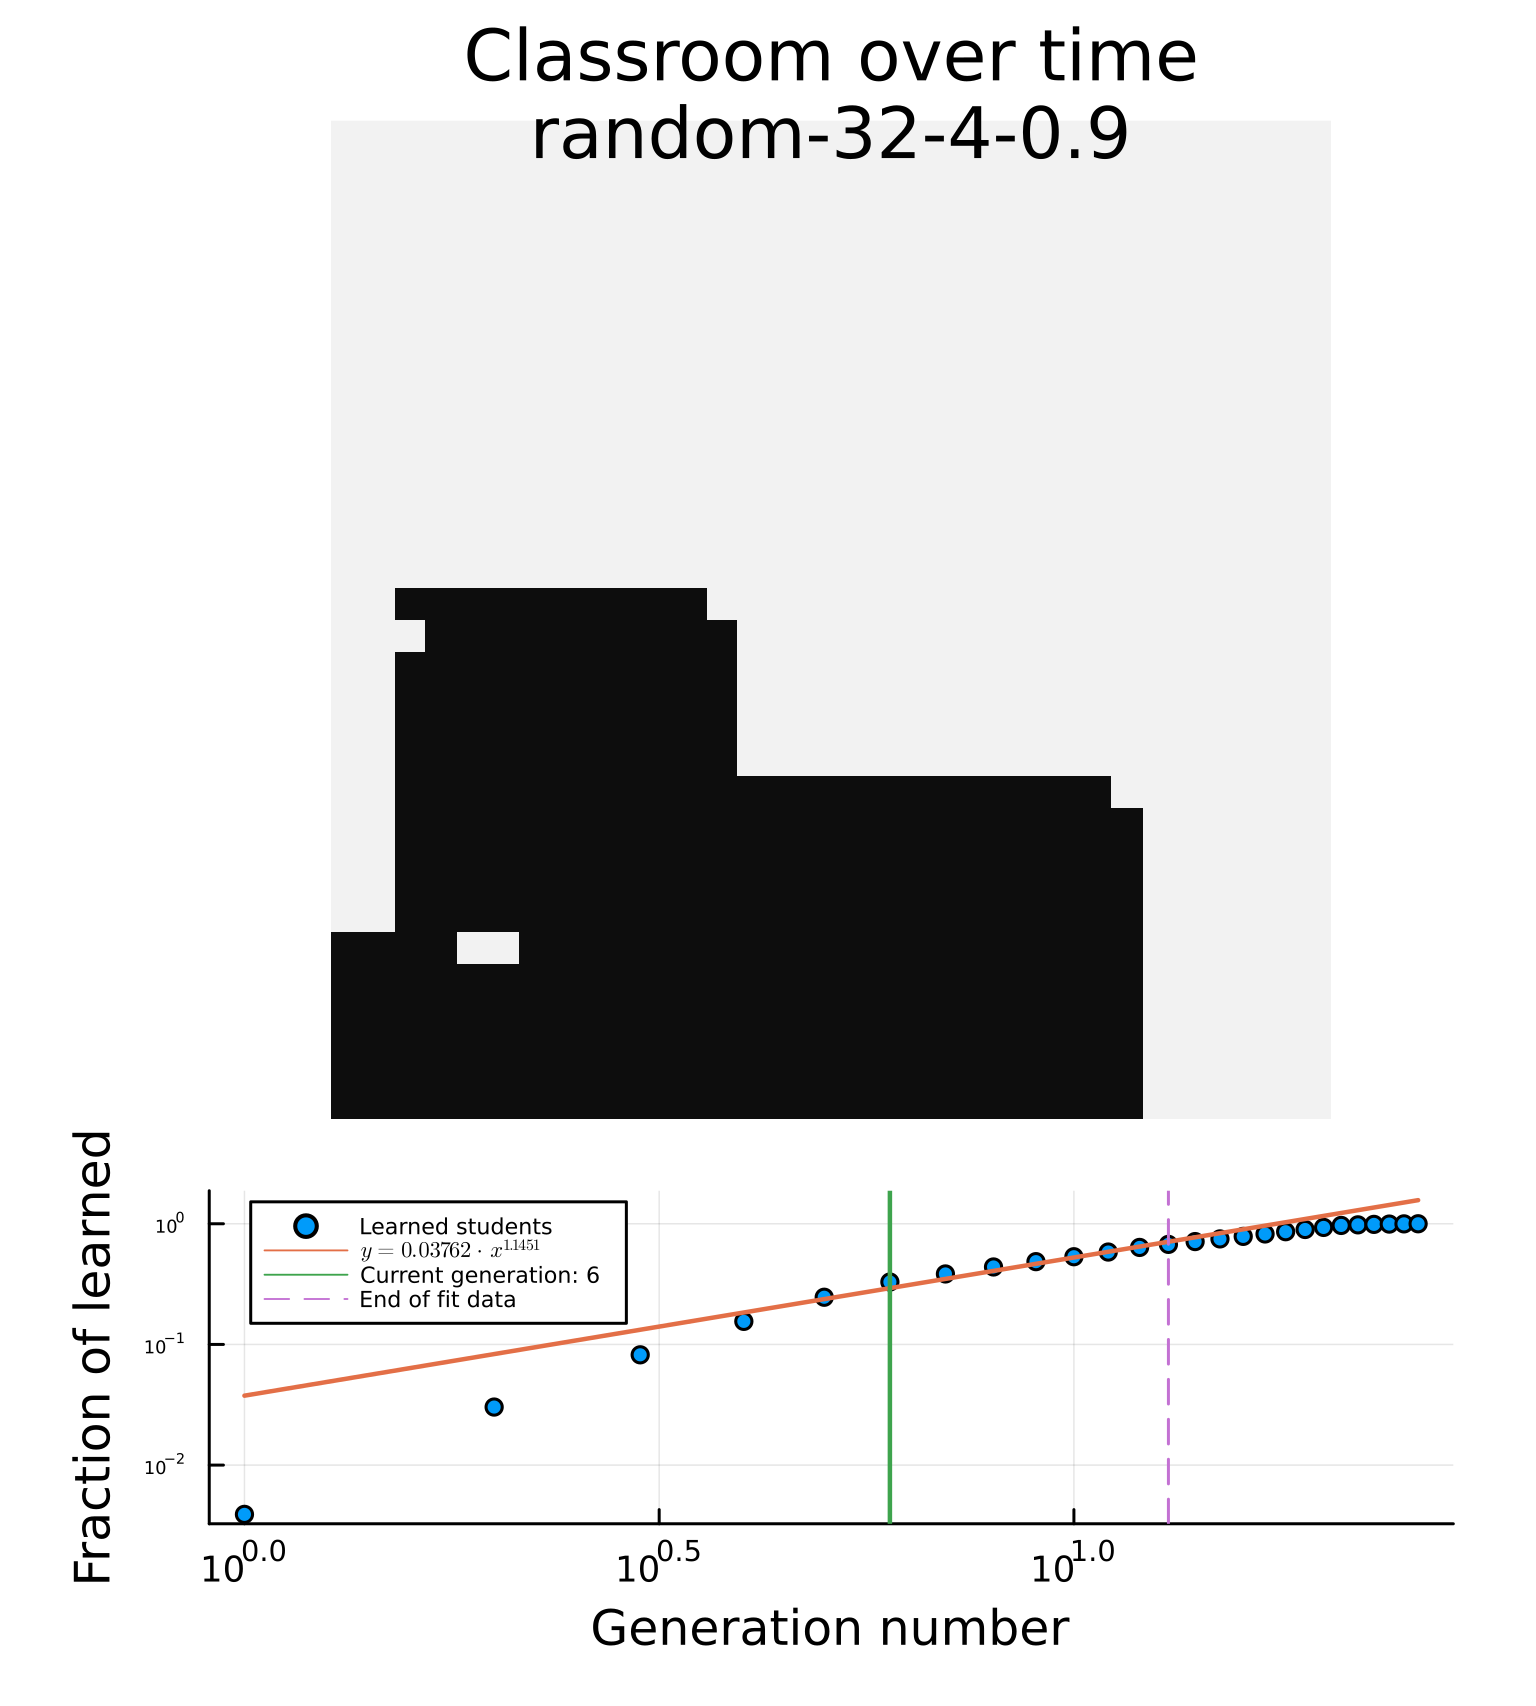 Classroom over time
random-32-4-0.9
Fraction of learned
10^0
10^-1
10^-2
Learned students
y = 0.03762 · x^1.1451
Current generation: 6
End of fit data
10^0.0
10^0.5
10^1.0
Generation number